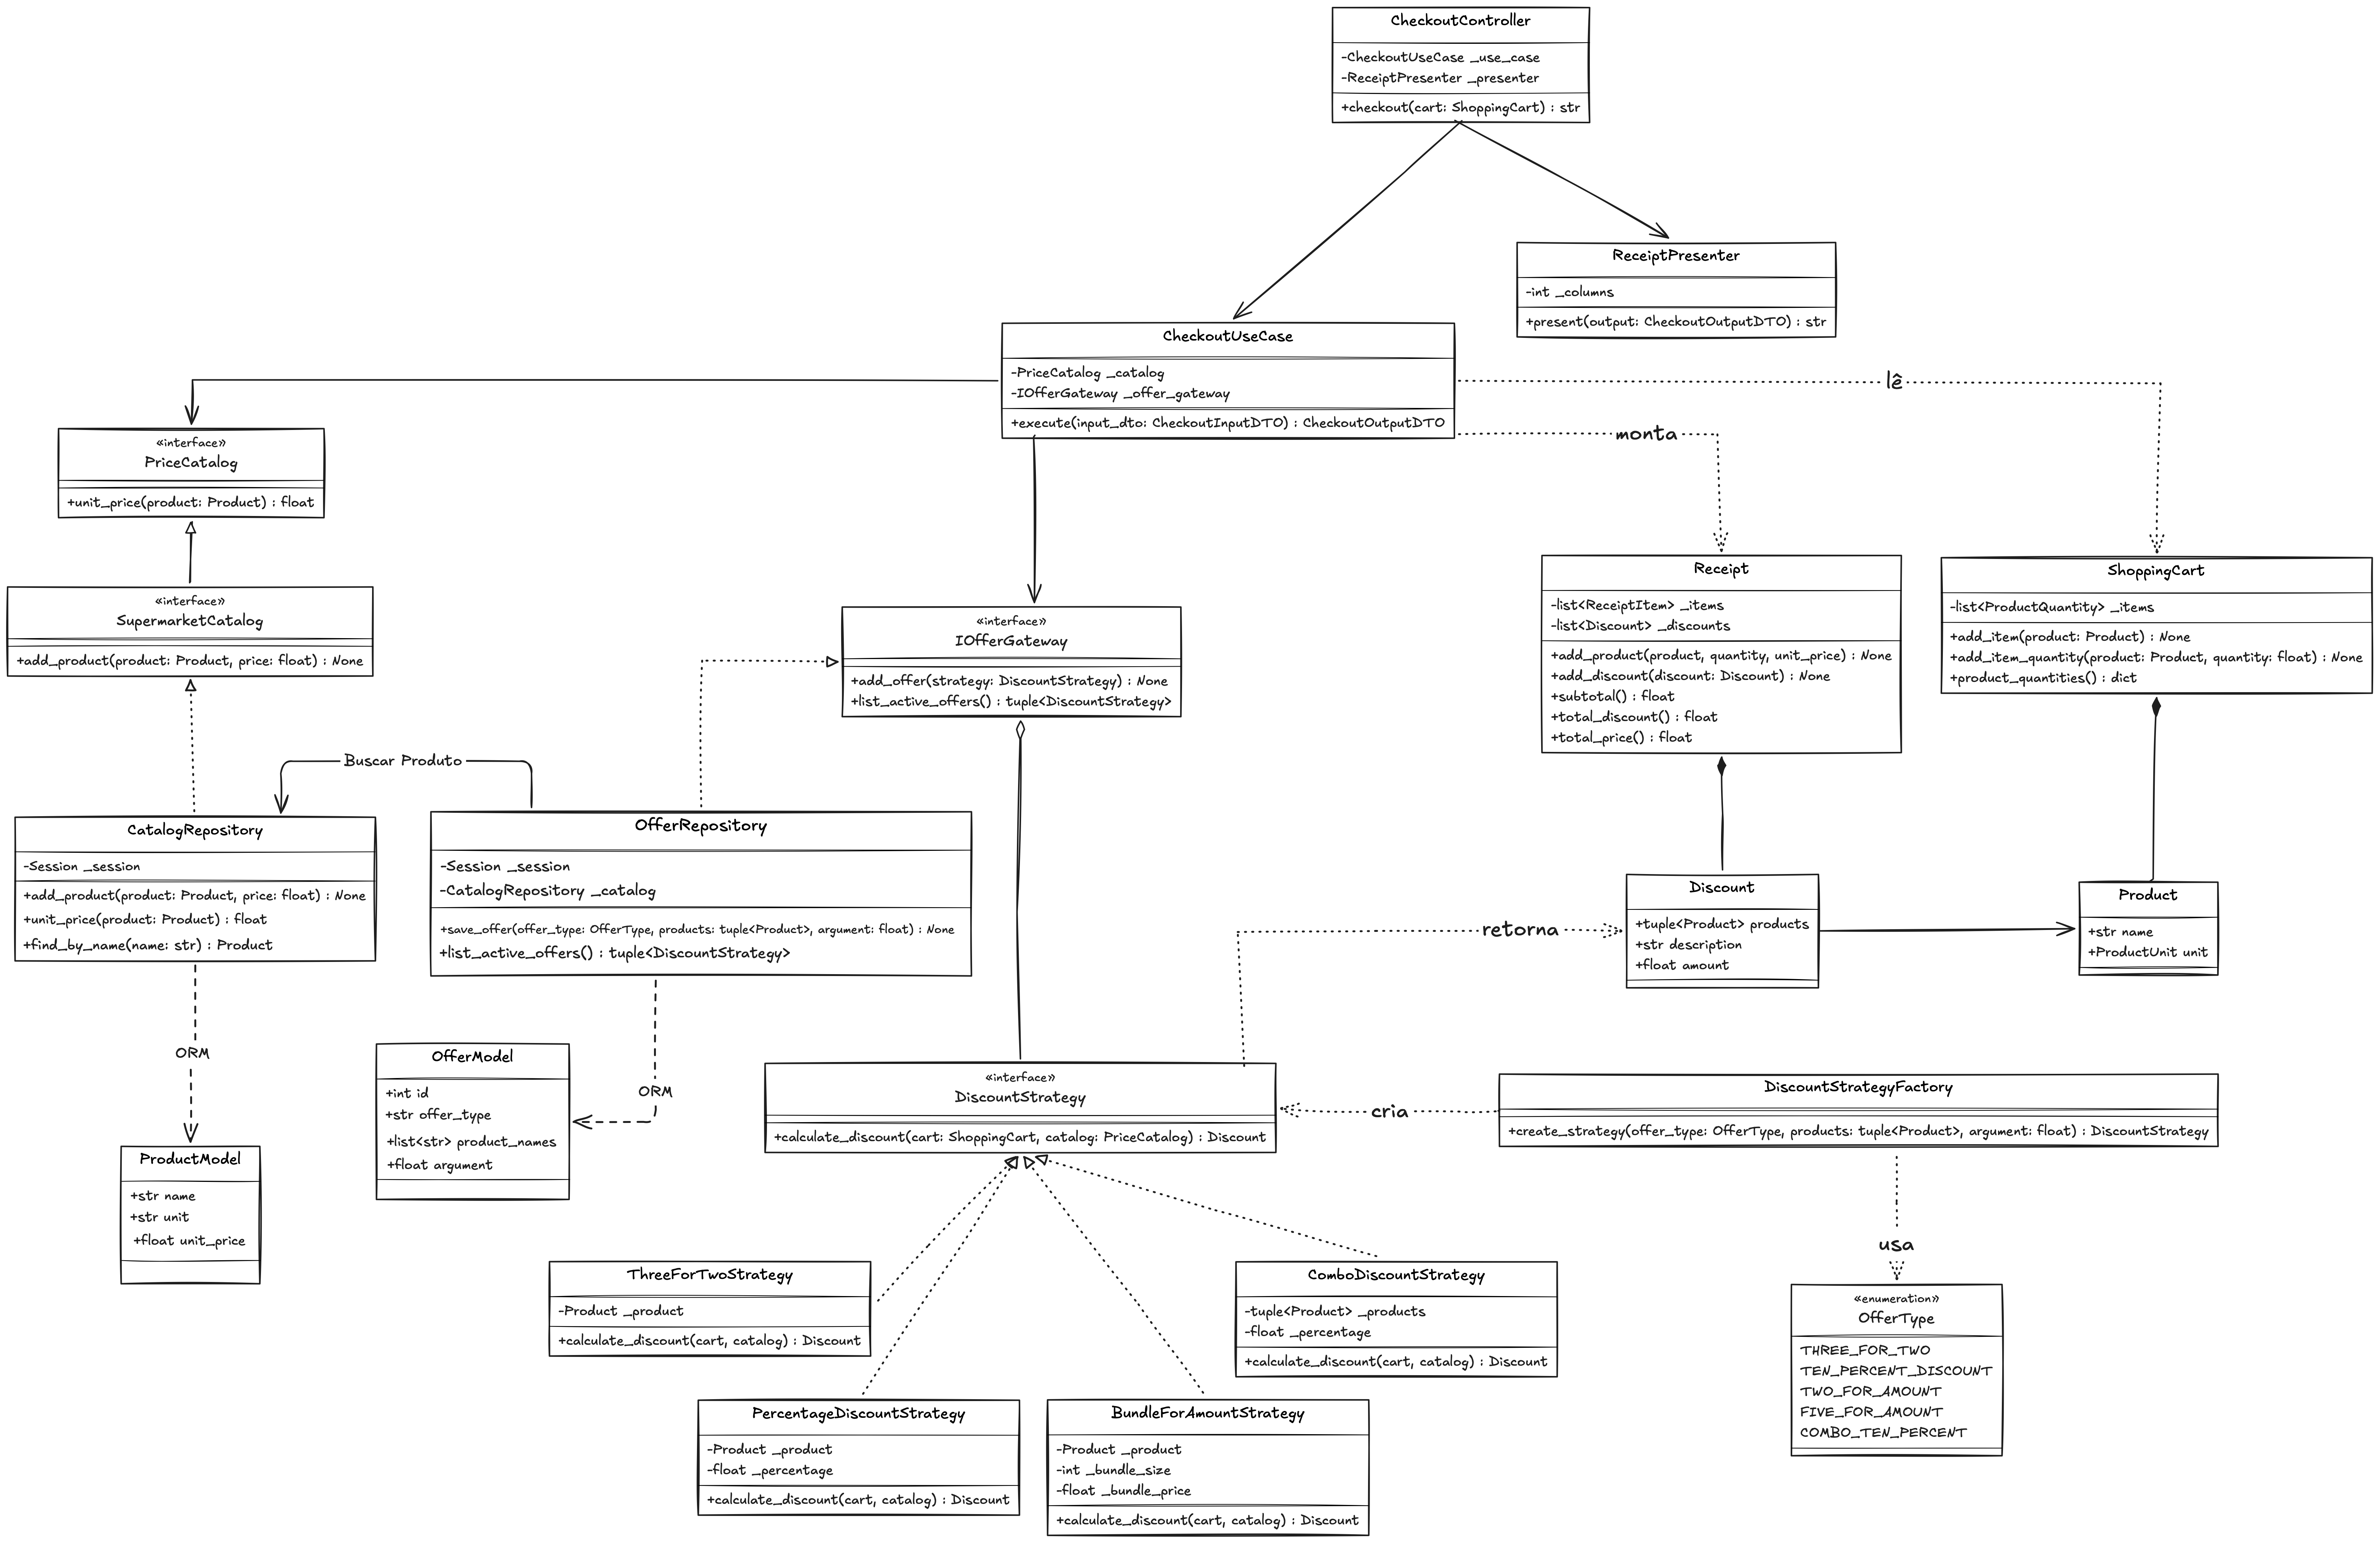 CheckoutController
-CheckoutUseCase _use_case
-ReceiptPresenter _presenter
+checkout(cart: ShoppingCart) : str
ReceiptPresenter
-int _columns
+present(output: CheckoutOutputDTO) : str
CheckoutUseCase
-PriceCatalog _catalog
-IOfferGateway _offer_gateway
+execute(input_dto: CheckoutInputDTO) : CheckoutOutputDTO
lê
monta
«interface»
PriceCatalog
+unit_price(product: Product) : float
«interface»
SupermarketCatalog
+add_product(product: Product, price: float) : None
«interface»
IOfferGateway
+add_offer(strategy: DiscountStrategy) : None
+list_active_offers() : tuple<DiscountStrategy>
Receipt
-list<ReceiptItem> _items
-list<Discount> _discounts
+add_product(product, quantity, unit_price) : None
+add_discount(discount: Discount) : None
+subtotal() : float
+total_discount() : float
+total_price() : float
ShoppingCart
-list<ProductQuantity> _items
+add_item(product: Product) : None
+add_item_quantity(product: Product, quantity: float) : None
+product_quantities() : dict
Buscar Produto
CatalogRepository
-Session _session
+add_product(product: Product, price: float) : None
+unit_price(product: Product) : float
+find_by_name(name: str) : Product
OfferRepository
-Session _session
-CatalogRepository _catalog
+save_offer(offer_type: OfferType, products: tuple<Product>, argument: float) : None
+list_active_offers() : tuple<DiscountStrategy>
retorna
Discount
+tuple<Product> products
+str description
+float amount
Product
+str name
+ProductUnit unit
ORM
ORM
OfferModel
+int id
+str offer_type
+list<str> product_names
+float argument
ProductModel
+str name
+str unit
+float unit_price
«interface»
DiscountStrategy
+calculate_discount(cart: ShoppingCart, catalog: PriceCatalog) : Discount
cria
DiscountStrategyFactory
+create_strategy(offer_type: OfferType, products: tuple<Product>, argument: float) : DiscountStrategy
usa
ThreeForTwoStrategy
-Product _product
+calculate_discount(cart, catalog) : Discount
ComboDiscountStrategy
-tuple<Product> _products
-float _percentage
+calculate_discount(cart, catalog) : Discount
«enumeration»
OfferType
THREE_FOR_TWO
TEN_PERCENT_DISCOUNT
TWO_FOR_AMOUNT
FIVE_FOR_AMOUNT
COMBO_TEN_PERCENT
PercentageDiscountStrategy
-Product _product
-float _percentage
+calculate_discount(cart, catalog) : Discount
BundleForAmountStrategy
-Product _product
-int _bundle_size
-float _bundle_price
+calculate_discount(cart, catalog) : Discount